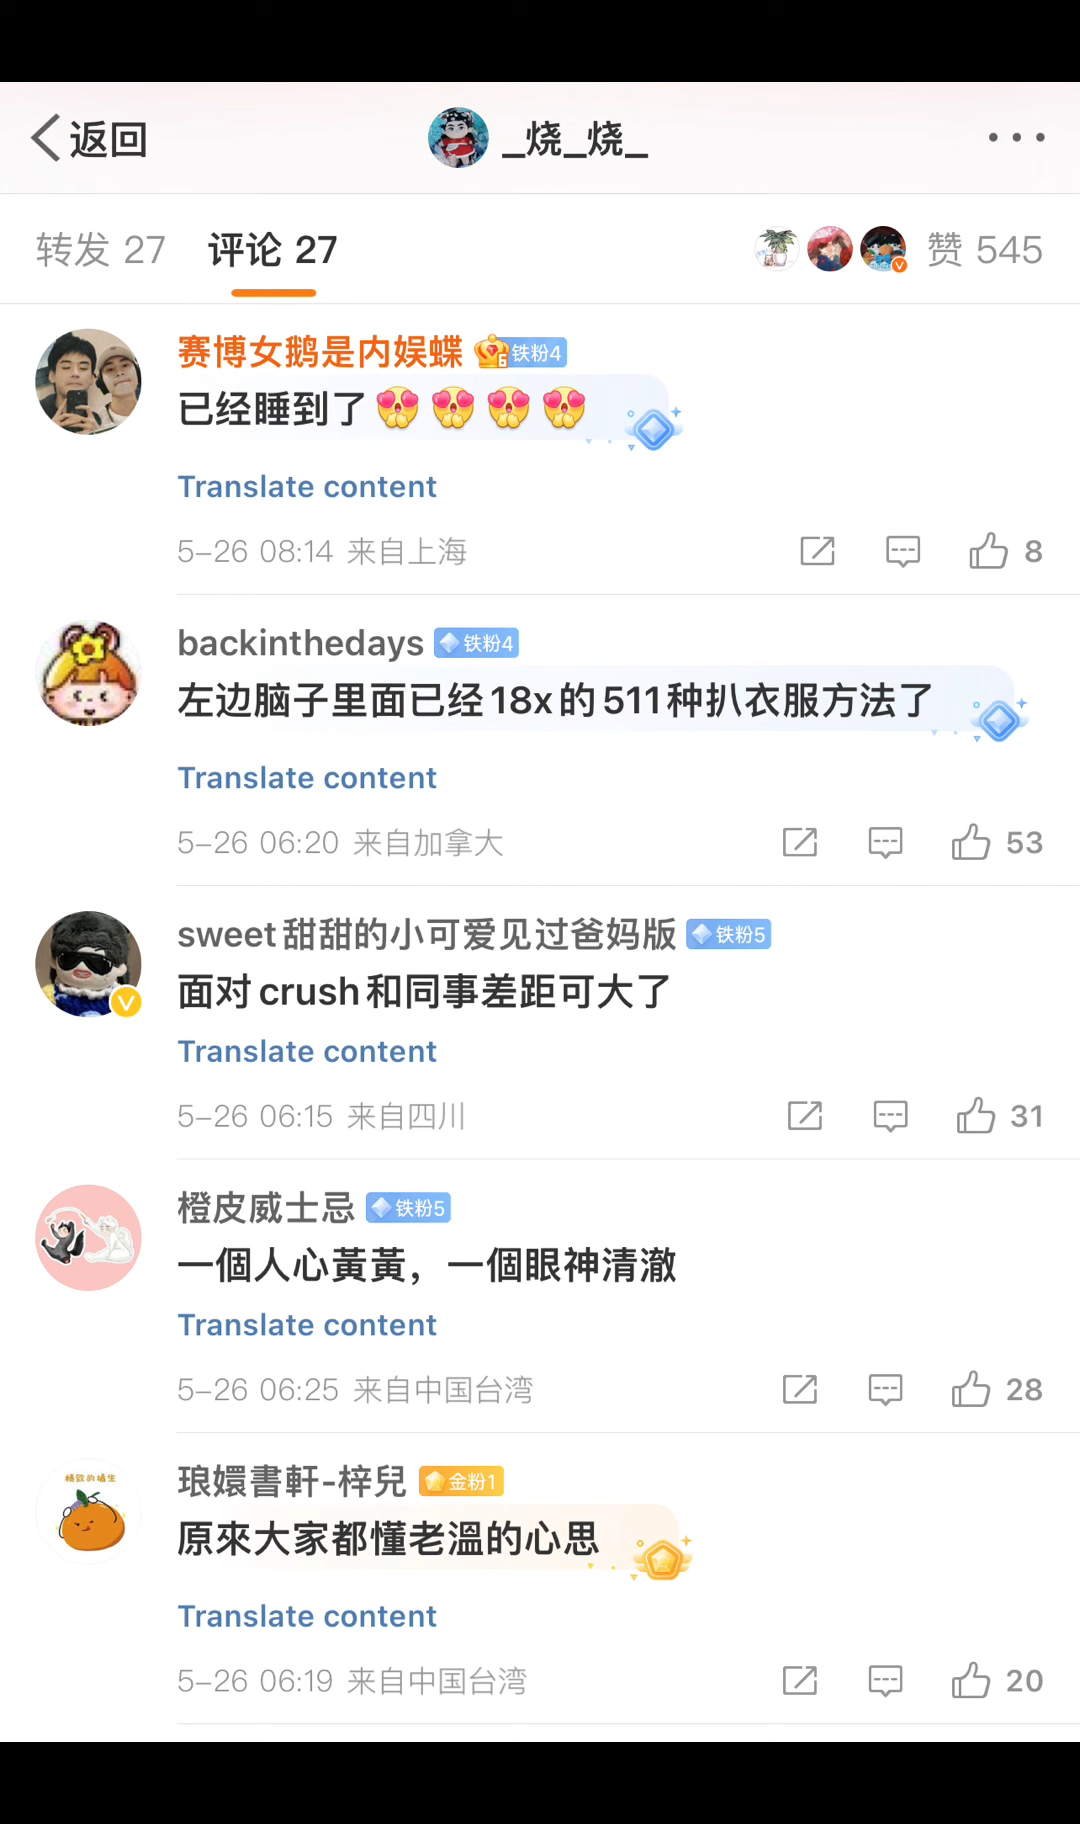 返回
_烧_烧_
转发 27 评论 27 赞 545
赛博女鹅是内娱蝶 铁粉4
已经睡到了
Translate content
5-26 08:14 来自上海 8
backinthedays 铁粉4
左边脑子里面已经18x的511种扒衣服方法了
Translate content
5-26 06:20 来自加拿大 53
sweet甜甜的小可爱见过爸妈版 铁粉5
面对crush和同事差距可大了
Translate content
5-26 06:15 来自四川 31
橙皮威士忌 铁粉5
一個人心黃黃，一個眼神清澈
Translate content
5-26 06:25 来自中国台湾 28
精致的橘生
琅嬛書軒-梓兒 金粉1
原來大家都懂老溫的心思
Translate content
5-26 06:19 来自中国台湾 20